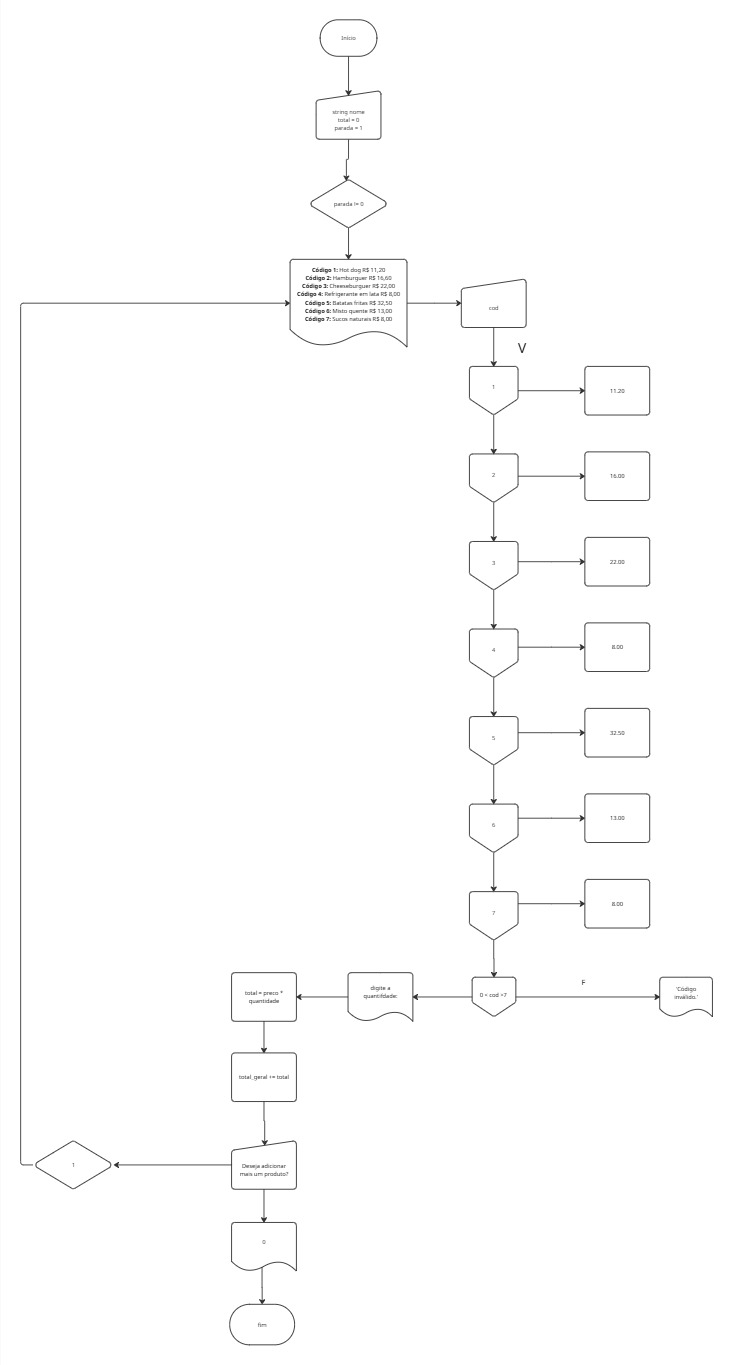 Início
string nome
total = 0
parada = 1
parada != 0
Código 1: Hot dog R$ 11,20
Código 2: Hamburguer R$ 16,60
Código 3: Cheeseburguer R$ 22,00
Código 4: Refrigerante em lata R$ 8,00
Código 5: Batatas fritas R$ 32,50
Código 6: Misto quente R$ 13,00
Código 7: Sucos naturais R$ 8,00
cod
V
1
11.20
2
16.00
3
22.00
4
8.00
5
32.50
6
13.00
7
8.00
total = preco *
quantidade
digite a
quantifdade:
0 < cod >7
F
'Código
inválido.'
total_geral += total
1
Deseja adicionar
mais um produto?
0
fim